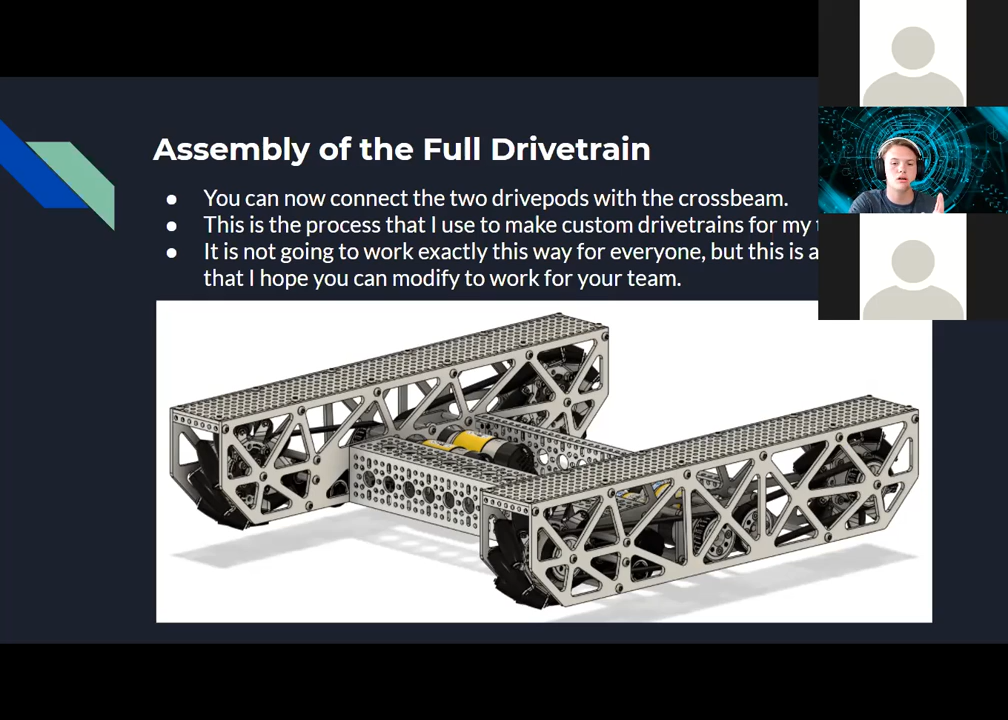 Assembly of the Full Drivetrain
● You can now connect the two drivepods with the crossbeam.
● This is the process that I use to make custom drivetrains for my
● It is not going to work exactly this way for everyone, but this is a
that I hope you can modify to work for your team.